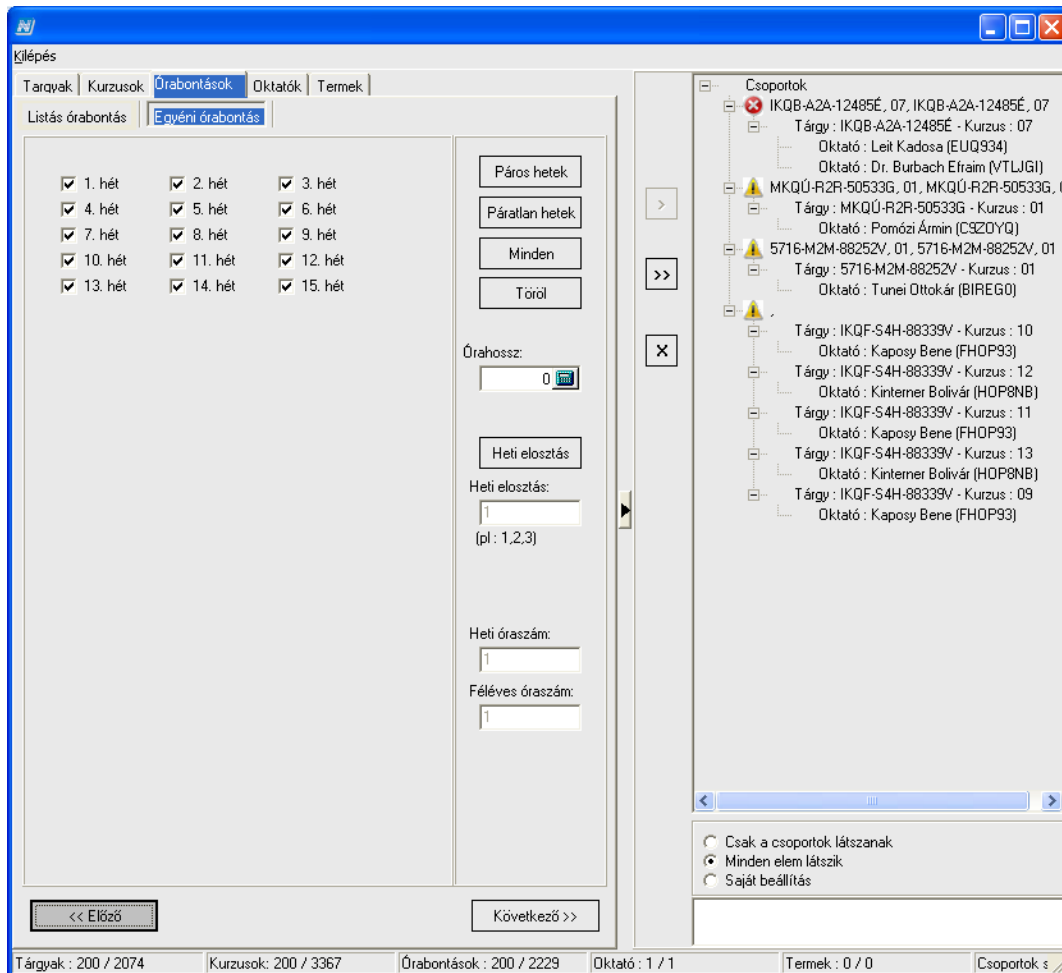 Kilépés
Targyak
Kurzusok
Órabontások
Oktatók
Termek
Listás órabontás
Egyéni órabontás
1. hét
2. hét
3. hét
4. hét
5. hét
6. hét
7. hét
8. hét
9. hét
10. hét
11. hét
12. hét
13. hét
14. hét
15. hét
Páros hetek
Páratlan hetek
Minden
Töröl
Órahossz:
0
Heti elosztás
Heti elosztás:
1
(pl : 1,2,3)
Heti óraszám:
1
Féléves óraszám:
1
<< Előző
Következő >>
>
>>
X
Csoportok
IKQB-A2A-12485É, 07, IKQB-A2A-12485É, 07
Tárgy : IKQB-A2A-12485É - Kurzus : 07
Oktató : Leit Kadosa (EUQ934)
Oktató : Dr. Burbach Efraim (VTLJGI)
MKQÚ-R2R-50533G, 01, MKQÚ-R2R-50533G,
Tárgy : MKQÚ-R2R-50533G - Kurzus : 01
Oktató : Pomózi Ármin (C9ZOYQ)
5716-M2M-88252V, 01, 5716-M2M-88252V, 01
Tárgy : 5716-M2M-88252V - Kurzus : 01
Oktató : Tunei Ottokár (BIREG0)
,
Tárgy : IKQF-S4H-88339V - Kurzus : 10
Oktató : Kaposy Bene (FHOP93)
Tárgy : IKQF-S4H-88339V - Kurzus : 12
Oktató : Kinterner Bolivár (HOP8NB)
Tárgy : IKQF-S4H-88339V - Kurzus : 11
Oktató : Kaposy Bene (FHOP93)
Tárgy : IKQF-S4H-88339V - Kurzus : 13
Oktató : Kinterner Bolivár (HOP8NB)
Tárgy : IKQF-S4H-88339V - Kurzus : 09
Oktató : Kaposy Bene (FHOP93)
Csak a csoportok látszanak
Minden elem látszik
Saját beállítás
Tárgyak : 200 / 2074
Kurzusok: 200 / 3367
Órabontások : 200 / 2229
Oktató : 1 / 1
Termek : 0 / 0
Csoportok s